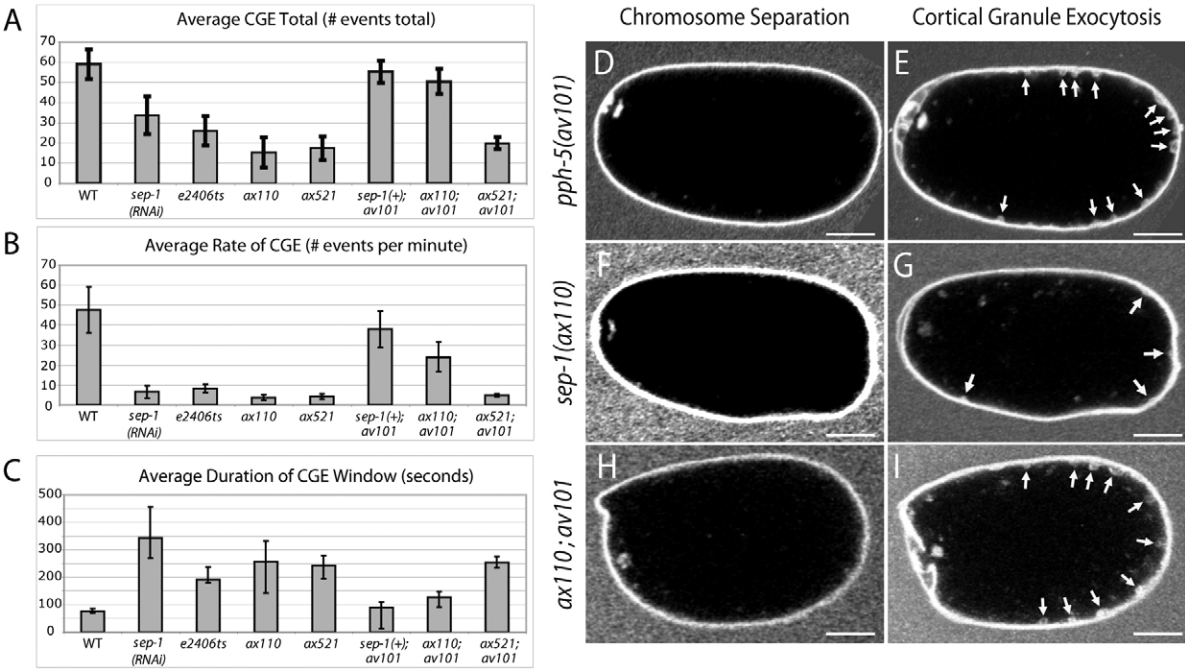 A
Average CGE Total (# events total)
70
60
50
40
30
20
10
0
WT
sep-1
(RNAi)
e2406ts
ax110
ax521
sep-1(+);
av101
ax110;
av101
ax521;
av101
B
Average Rate of CGE (# events per minute)
70
60
50
40
30
20
10
0
WT
sep-1
(RNAi)
e2406ts
ax110
ax521
sep-1(+);
av101
ax110;
av101
ax521;
av101
C
Average Duration of CGE Window (seconds)
500
400
300
200
100
0
WT
sep-1
(RNAi)
e2406ts
ax110
ax521
sep-1(+);
av101
ax110;
av101
ax521;
av101
Chromosome Separation
Cortical Granule Exocytosis
pph-5(av101)
D
E
sep-1(ax110)
F
G
ax110; av101
H
I